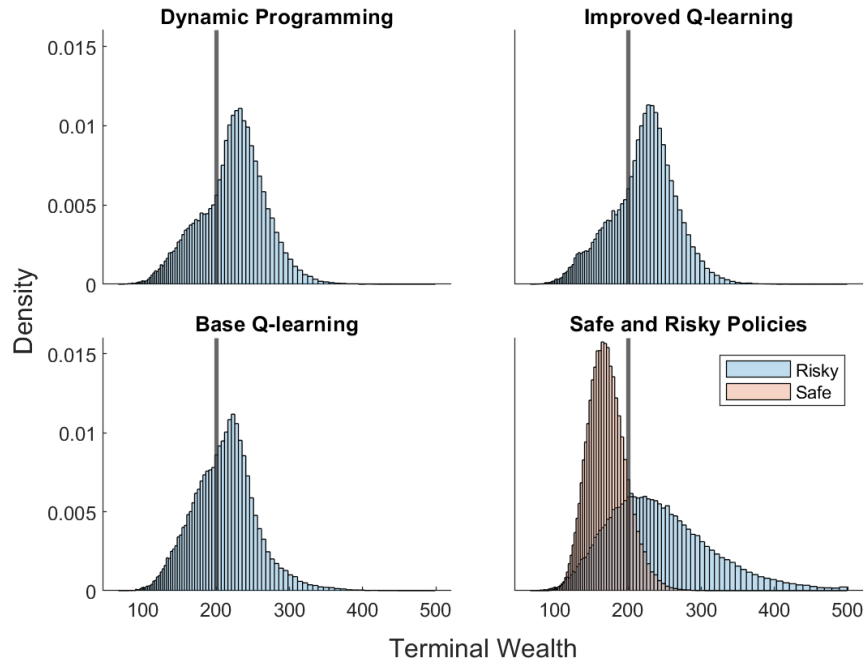 Dynamic Programming
Improved Q-learning
0.015
0.01
0.005
0
Base Q-learning
Safe and Risky Policies
0.015
0.01
0.005
0
Risky
Safe
100 200 300 400 500
100 200 300 400 500
Density
Terminal Wealth